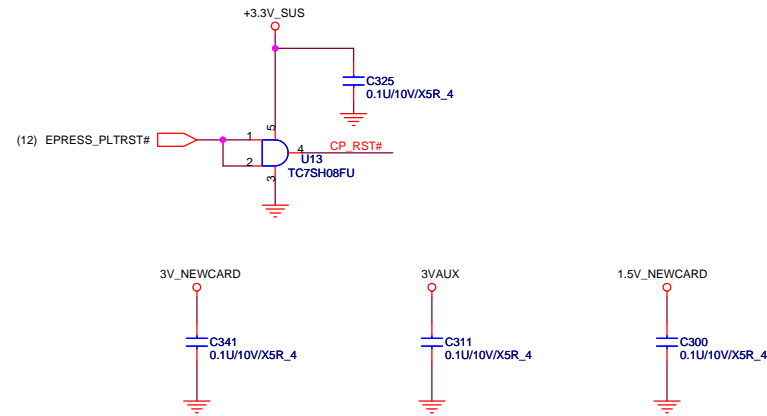 +3.3V_SUS
C325
0.1U/10V/X5R_4
5
(12) EPRESS_PLTRST#
1
4
CP_RST#
2
U13
TC7SH08FU
3
3V_NEWCARD
3VAUX
1.5V_NEWCARD
C341
0.1U/10V/X5R_4
C311
0.1U/10V/X5R_4
C300
0.1U/10V/X5R_4